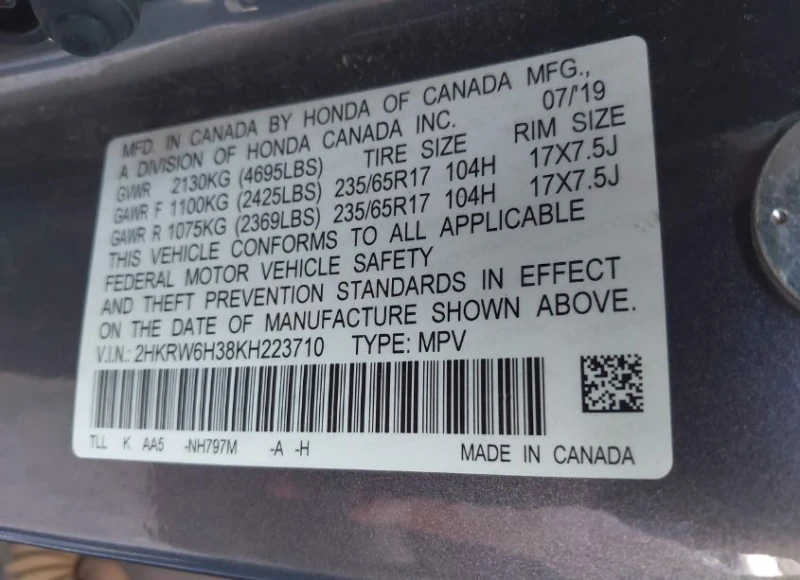 MFD. IN CANADA BY HONDA OF CANADA MFG.,
A DIVISION OF HONDA CANADA INC. 07/'19
GVWR 2130KG (4695LBS) TIRE SIZE RIM SIZE
GAWR F 1100KG (2425LBS) 235/65R17 104H 17X7.5J
GAWR R 1075KG (2369LBS) 235/65R17 104H 17X7.5J
THIS VEHICLE CONFORMS TO ALL APPLICABLE
FEDERAL MOTOR VEHICLE SAFETY
AND THEFT PREVENTION STANDARDS IN EFFECT
ON THE DATE OF MANUFACTURE SHOWN ABOVE.
V.I.N.: 2HKRW6H38KH223710 TYPE: MPV
TLL K AA5 -NH797M -A -H MADE IN CANADA